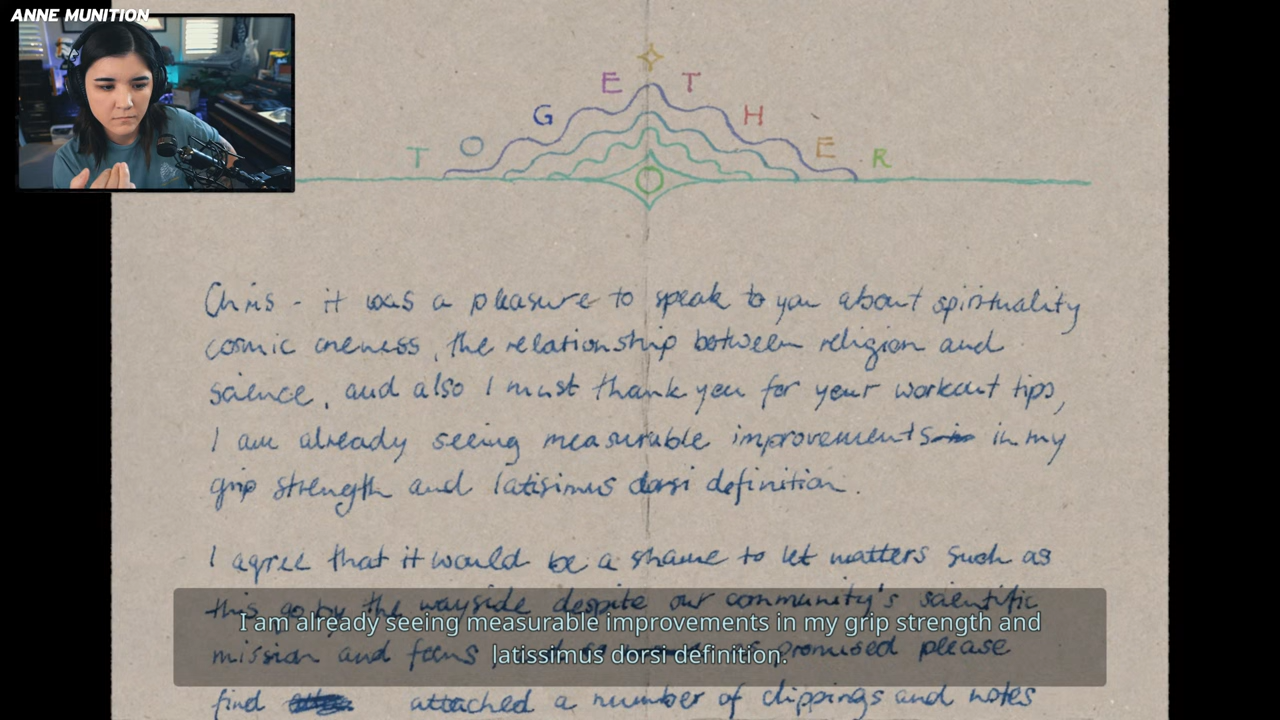 ANNE MUNITION
TOGETHER
Chris - it was a pleasure to speak to you about spirituality
cosmic oneness, the relationship between religion and
science, and also I must thank you for your workout tips,
I am already seeing measurable improvements in my
grip strength and latisimus dorsi definition.
I agree that it would be a shame to let matters such as
this go by the wayside despite our community's scientific
I am already seeing measurable improvements in my grip strength and
mission and focus promised please
latissimus dorsi definition.
find attached a number of clippings and notes